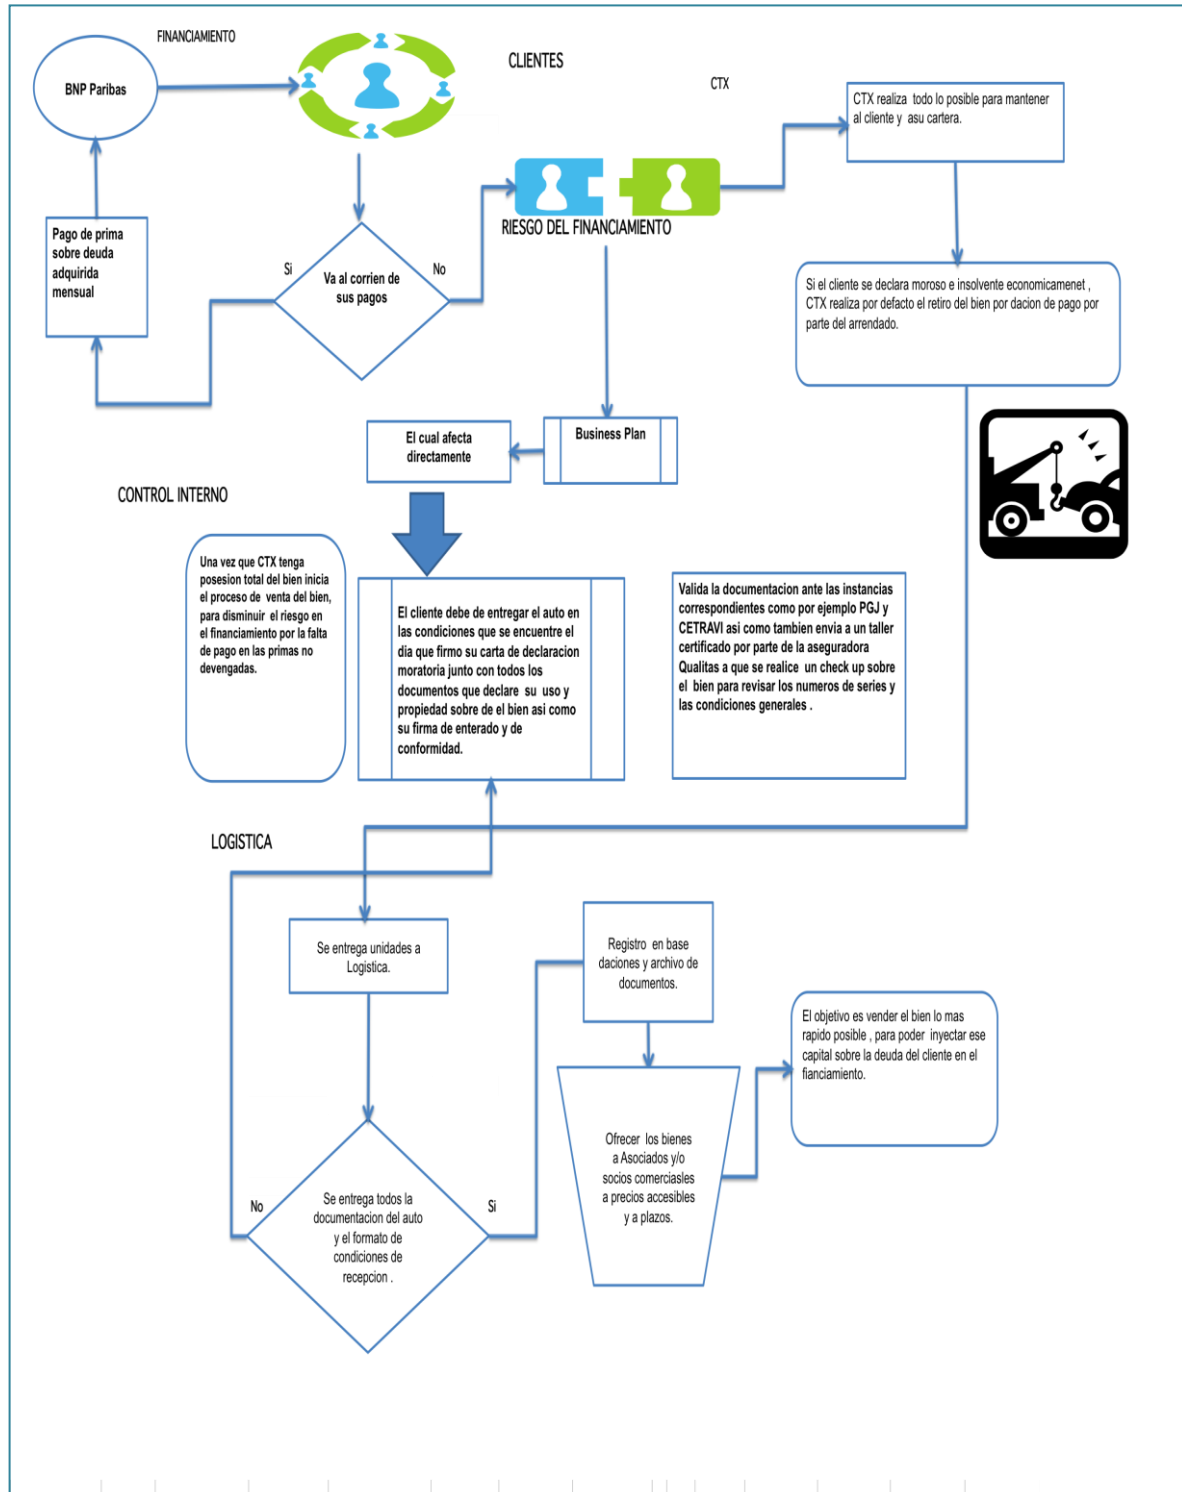 FINANCIAMIENTO
BNP Paribas
CLIENTES
CTX
CTX realiza  todo lo posible para mantener
al cliente y  asu cartera.
RIESGO DEL FINANCIAMIENTO
Pago de prima
sobre deuda
adquirida
mensual
Si
Va al corrien de
sus pagos
No
Si el cliente se declara moroso e insolvente economicamenet ,
CTX realiza por defacto el retiro del bien por dacion de pago por
parte del arrendado.
El cual afecta
directamente
Business Plan
CONTROL INTERNO
Una vez que CTX tenga
posesion total del bien inicia
el proceso de  venta del bien,
para disminuir  el riesgo en
el financiamiento por la falta
de pago en las primas no
devengadas.
El cliente debe de entregar el auto en
las condiciones que se encuentre el
dia que firmo su carta de declaracion
moratoria junto con todos los
documentos que declare  su  uso y
propiedad sobre de el bien asi como
su firma de enterado y de
conformidad.
Valida la documentacion ante las instancias
correspondientes como por ejemplo PGJ y
CETRAVI asi como tambien envia a un taller
certificado por parte de la aseguradora
Qualitas a que se realice  un check up sobre
el  bien para revisar los numeros de series y
las condiciones generales .
LOGISTICA
Se entrega unidades a
Logistica.
Registro  en base
daciones y archivo de
documentos.
El objetivo es vender el bien lo mas
rapido posible , para poder  inyectar ese
capital sobre la deuda del cliente en el
fianciamiento.
Ofrecer  los bienes
a Asociados y/o
socios comerciasles
a precios accesibles
y a plazos.
No
Se entrega todos la
documentacion del auto
y el formato de
condiciones de
recepcion .
Si